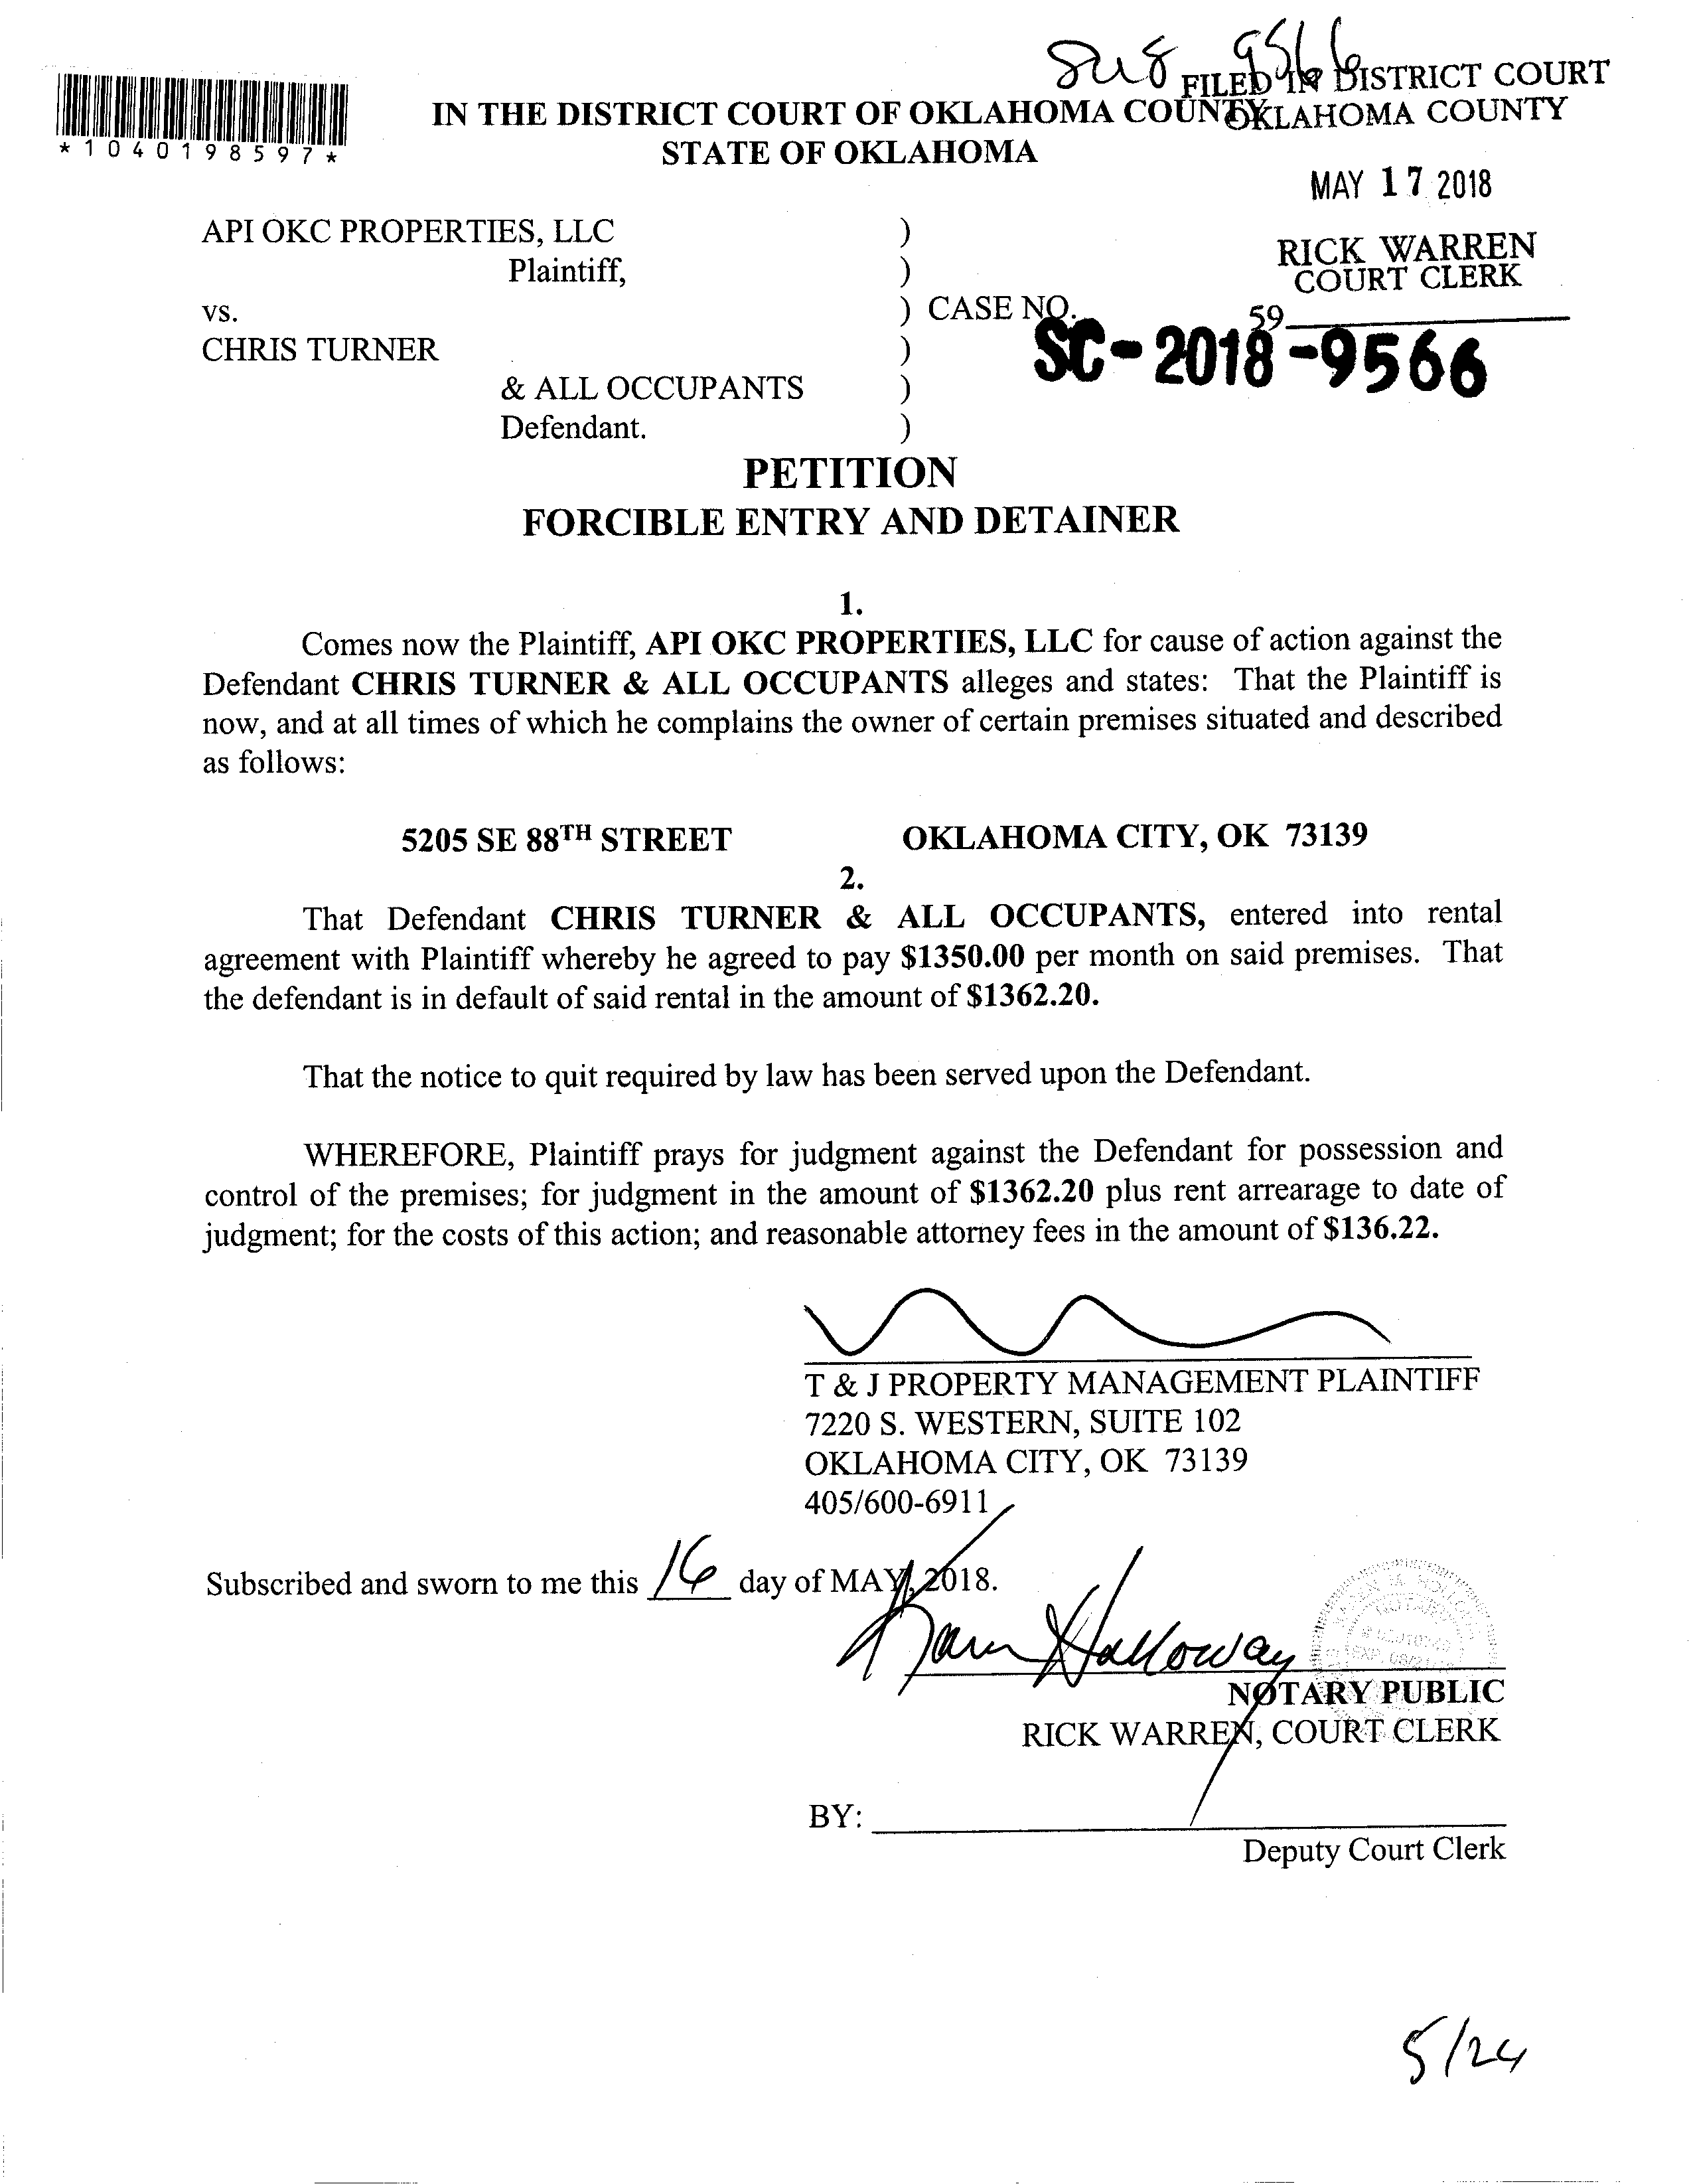 9566
FILED IN DISTRICT COURT
OKLAHOMA COUNTY
IN THE DISTRICT COURT OF OKLAHOMA COUNTY
*1040198597*
STATE OF OKLAHOMA
MAY 17 2018
API OKC PROPERTIES, LLC )
Plaintiff, )
RICK WARREN
COURT CLERK
vs. ) CASE NO.
59
CHRIS TURNER )
SC-2018-9566
& ALL OCCUPANTS )
Defendant. )
PETITION
FORCIBLE ENTRY AND DETAINER
1.
Comes now the Plaintiff, API OKC PROPERTIES, LLC for cause of action against the
Defendant CHRIS TURNER & ALL OCCUPANTS alleges and states: That the Plaintiff is
now, and at all times of which he complains the owner of certain premises situated and described
as follows:
5205 SE 88TH STREET OKLAHOMA CITY, OK 73139
2.
That Defendant CHRIS TURNER & ALL OCCUPANTS, entered into rental
agreement with Plaintiff whereby he agreed to pay $1350.00 per month on said premises. That
the defendant is in default of said rental in the amount of $1362.20.
That the notice to quit required by law has been served upon the Defendant.
WHEREFORE, Plaintiff prays for judgment against the Defendant for possession and
control of the premises; for judgment in the amount of $1362.20 plus rent arrearage to date of
judgment; for the costs of this action; and reasonable attorney fees in the amount of $136.22.
T & J PROPERTY MANAGEMENT PLAINTIFF
7220 S. WESTERN, SUITE 102
OKLAHOMA CITY, OK 73139
405/600-6911
Subscribed and sworn to me this 16 day of MAY, 2018.
Karen Halloway
NOTARY PUBLIC
RICK WARREN, COURT CLERK
BY:
Deputy Court Clerk
5/24